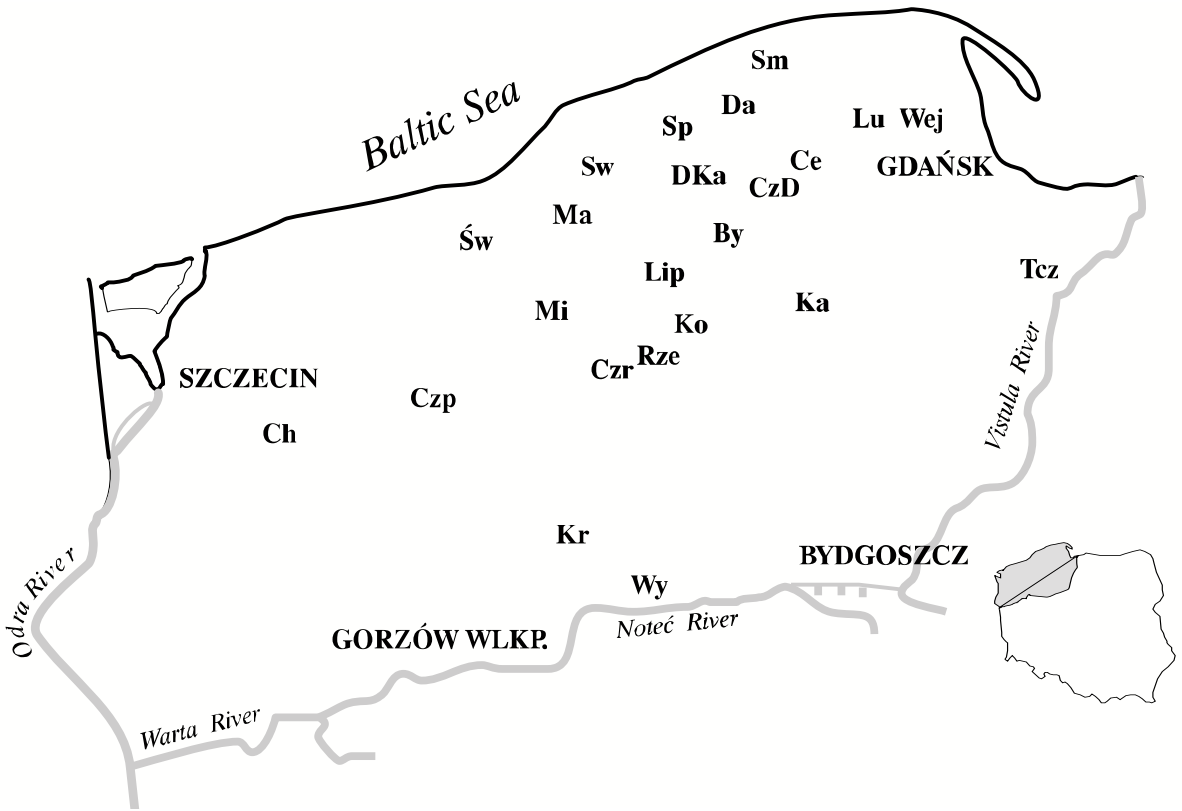 Sm
Baltic Sea
Da
Lu Wej
Sp
Ce
GDAŃSK
Sw
DKa
CzD
Ma
By
Św
Lip
Tcz
Ka
Mi
Ko
Rze
Czr
SZCZECIN
Czp
Vistula River
Ch
Kr
BYDGOSZCZ
Wy
Odra River
Noteć River
GORZÓW WLKP.
Warta River